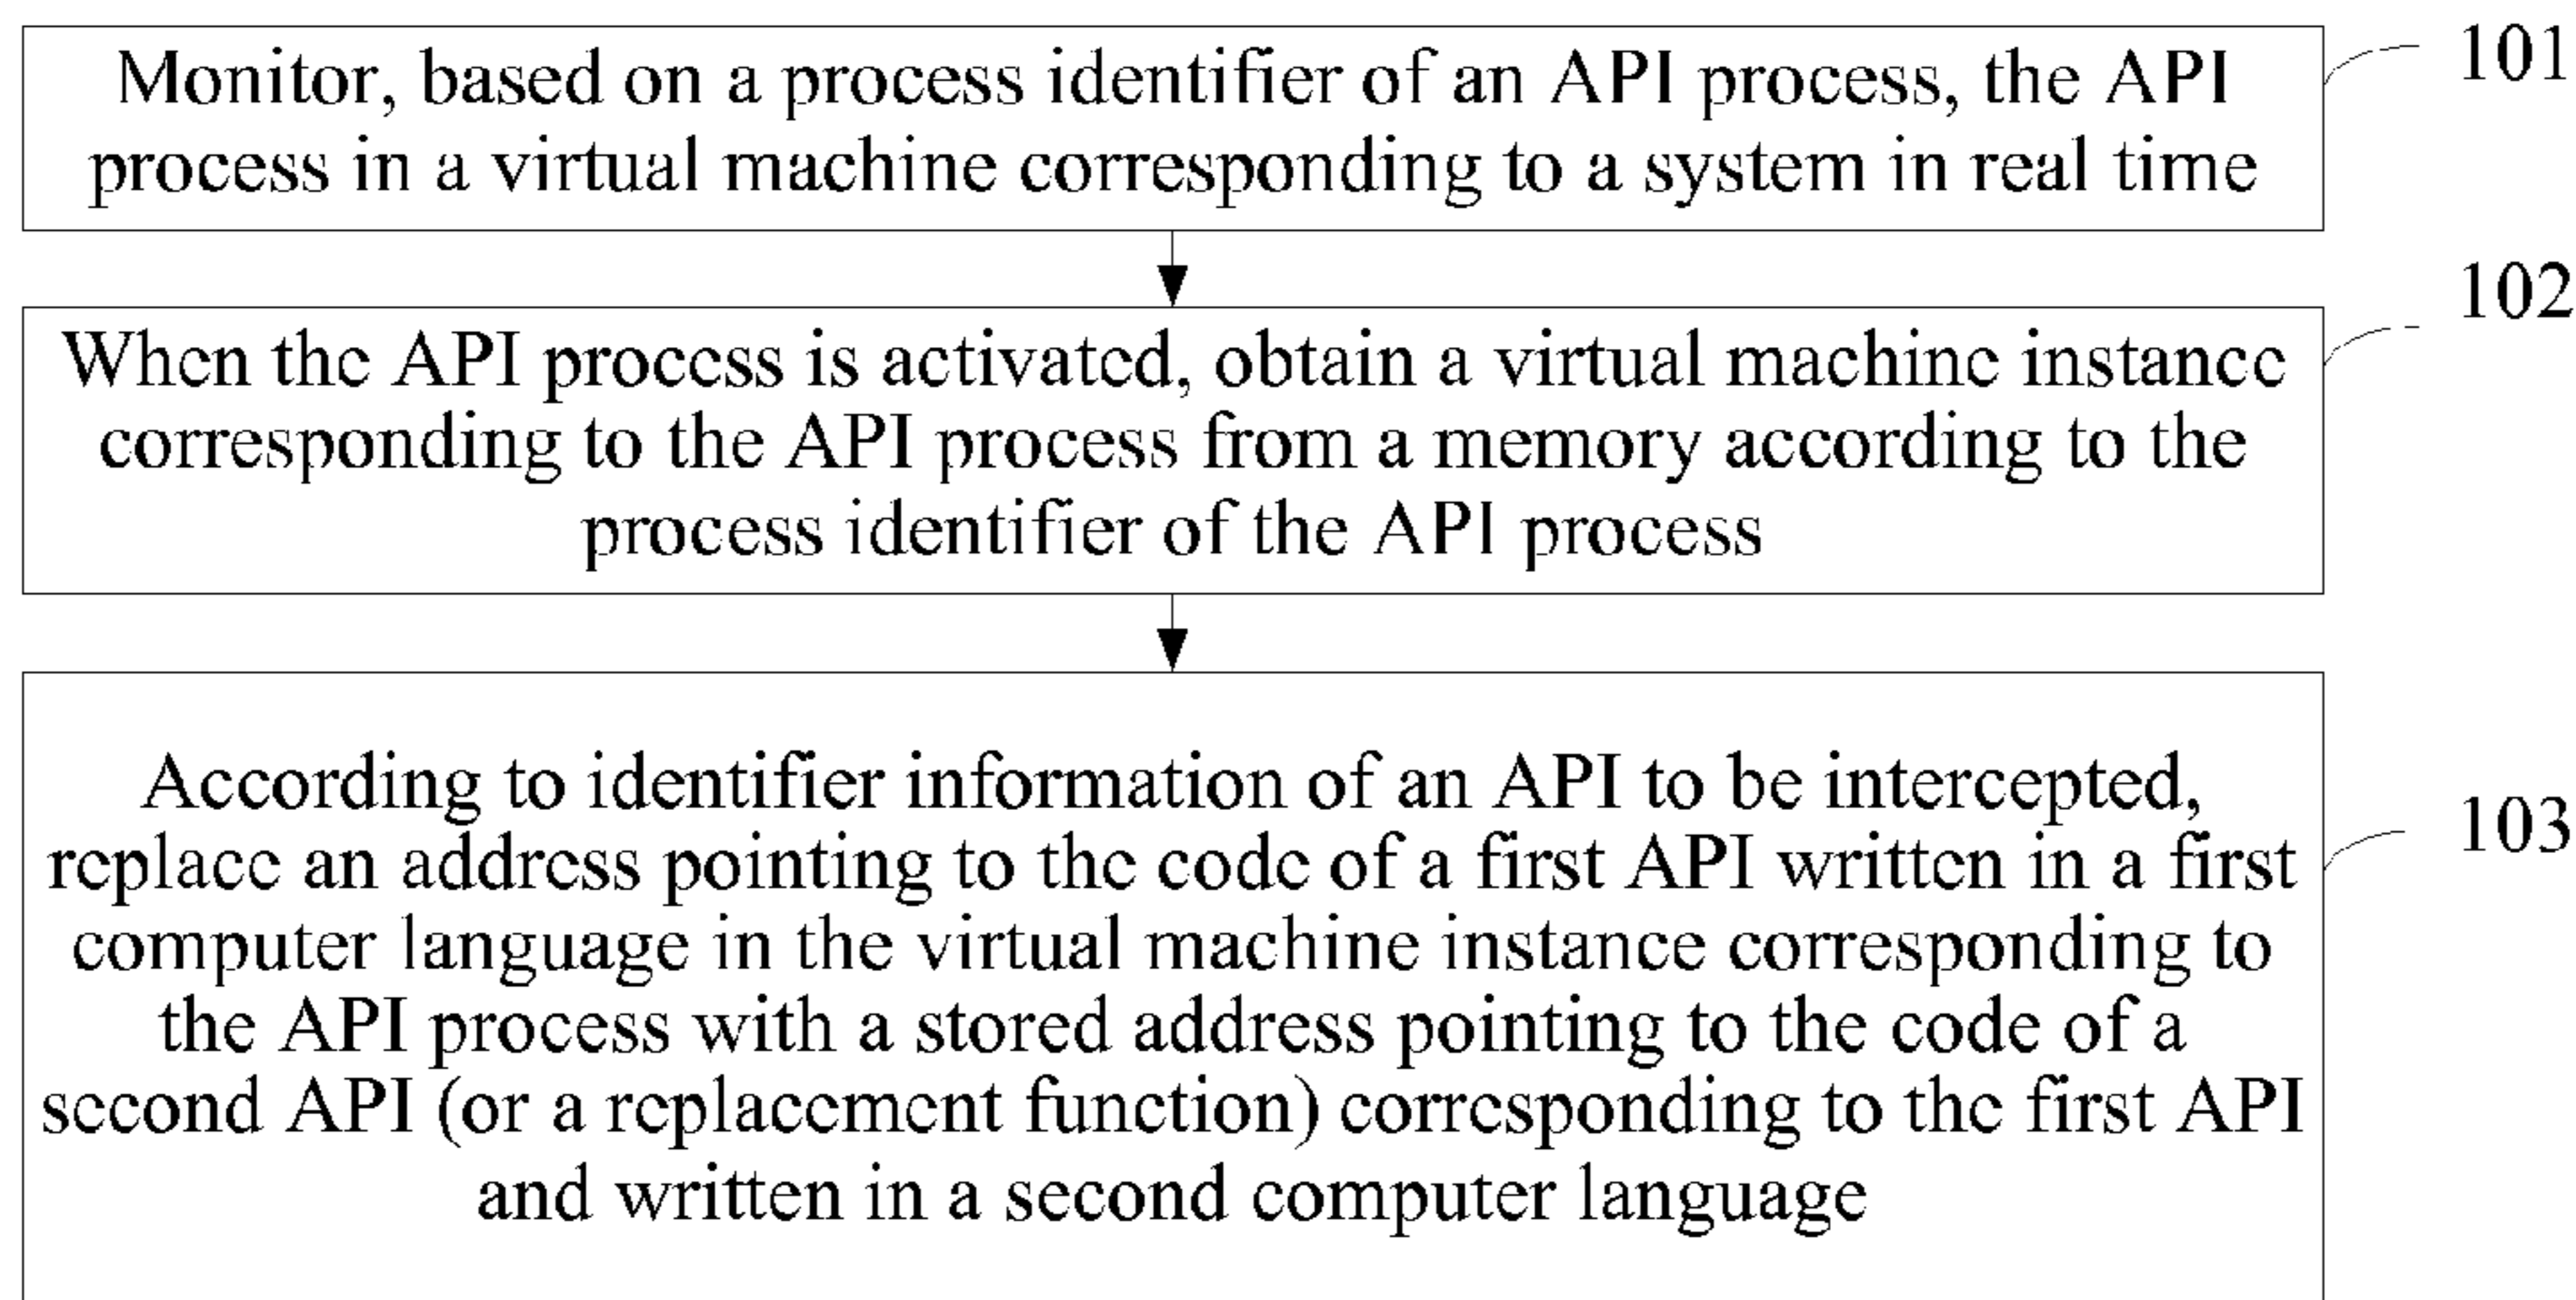 Monitor, based on a process identifier of an API process, the API
process in a virtual machine corresponding to a system in real time
101
When the API process is activated, obtain a virtual machine instance
corresponding to the API process from a memory according to the
process identifier of the API process
102
According to identifier information of an API to be intercepted,
replace an address pointing to the code of a first API written in a first
computer language in the virtual machine instance corresponding to
the API process with a stored address pointing to the code of a
second API (or a replacement function) corresponding to the first API
and written in a second computer language
103